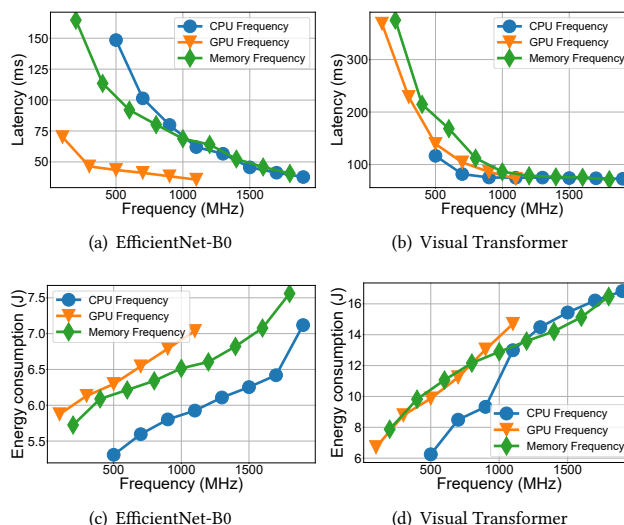 150
125
100
75
50
Latency (ms)
CPU Frequency
GPU Frequency
Memory Frequency
500 1000 1500
Frequency (MHz)
(a) EfficientNet-B0
300
200
100
Latency (ms)
CPU Frequency
GPU Frequency
Memory Frequency
500 1000 1500
Frequency (MHz)
(b) Visual Transformer
7.5
7.0
6.5
6.0
5.5
Energy consumption (J)
CPU Frequency
GPU Frequency
Memory Frequency
500 1000 1500
Frequency (MHz)
(c) EfficientNet-B0
16
14
12
10
8
6
Energy consumption (J)
CPU Frequency
GPU Frequency
Memory Frequency
500 1000 1500
Frequency (MHz)
(d) Visual Transformer